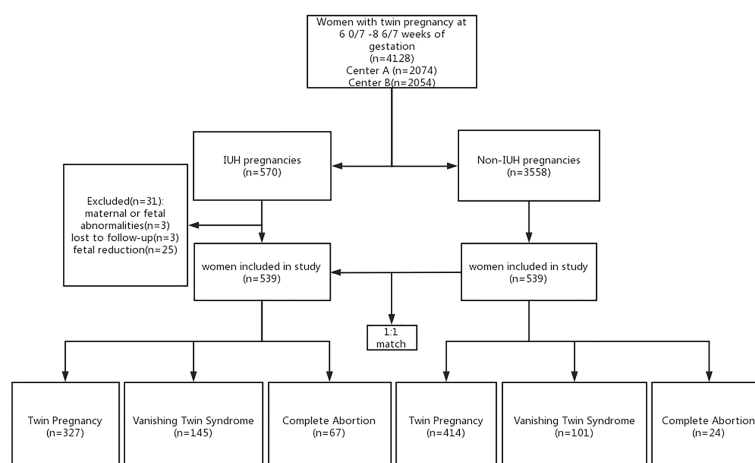 Women with twin pregnancy at
6 0/7 -8 6/7 weeks of
gestation
(n=4128)
Center A (n=2074)
Center B(n=2054)
IUH pregnancies
(n=570)
Non-IUH pregnancies
(n=3558)
Excluded(n=31):
maternal or fetal
abnormalities(n=3)
lost to follow-up(n=3)
fetal reduction(n=25)
women included in study
(n=539)
women included in study
(n=539)
1:1
match
Twin Pregnancy
(n=327)
Vanishing Twin Syndrome
(n=145)
Complete Abortion
(n=67)
Twin Pregnancy
(n=414)
Vanishing Twin Syndrome
(n=101)
Complete Abortion
(n=24)